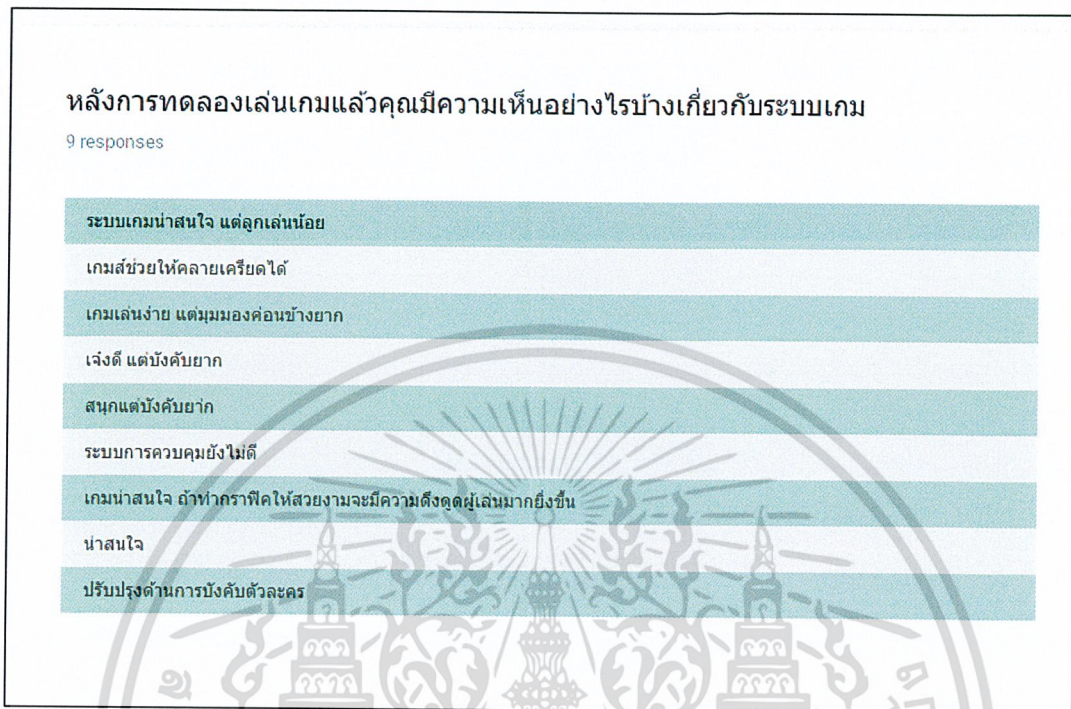 หลังการทดลองเล่นเกมแล้วคุณมีความเห็นอย่างไรบ้างเกี่ยวกับระบบเกม
9 responses
ระบบเกมน่าสนใจ แต่ลูกเล่นน้อย
เกมส์ช่วยให้คลายเครียดได้
เกมเล่นง่าย แต่มุมมองค่อนข้างยาก
เจ๋งดี แต่บังคับยาก
สนุกแต่บังคับยาก
ระบบการควบคุมยังไม่ดี
เกมน่าสนใจ ถ้าทำกราฟิคให้สวยงามจะมีความดึงดูดผู้เล่นมากยิ่งขึ้น
น่าสนใจ
ปรับปรุงด้านการบังคับตัวละคร